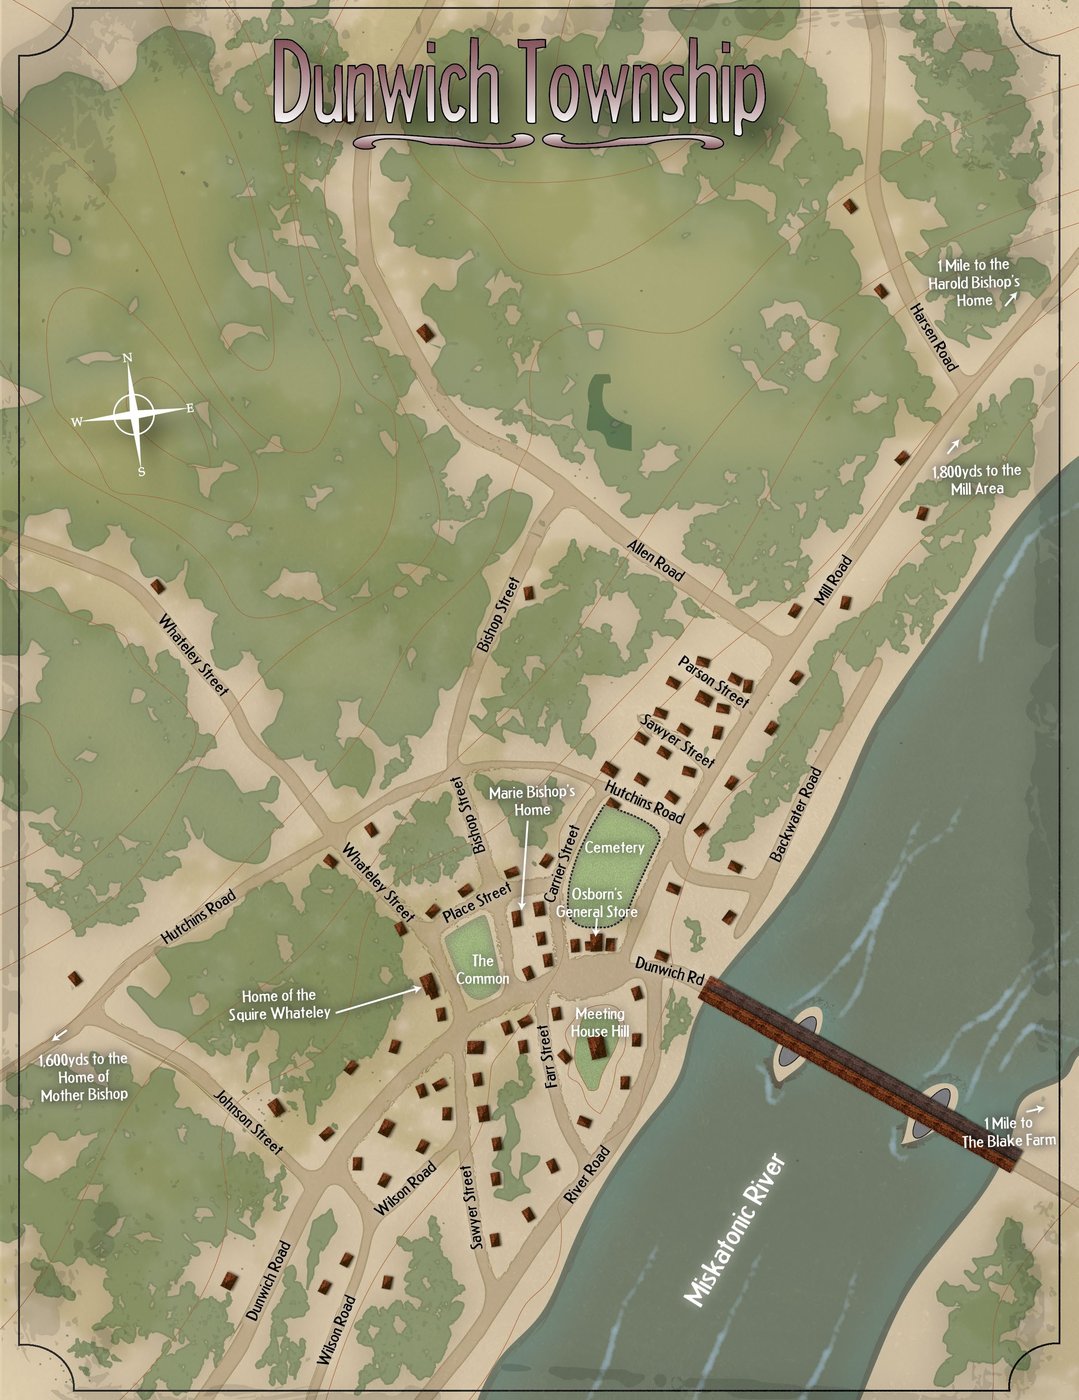 Dunwich Township
1 Mile to the
Harold Bishop's
Home
Harsen Road
N
W
E
S
1,800yds to the
Mill Area
Allen Road
Mill Road
Bishop Street
Whateley Street
Parson Street
Sawyer Street
Hutchins Road
Backwater Road
Marie Bishop's
Home
Bishop Street
Carrier Street
Cemetery
Whateley Street
Place Street
Osborn's
General Store
Hutchins Road
The
Common
Dunwich Rd
Home of the
Squire Whateley
Meeting
House Hill
1,600yds to the
Home of
Mother Bishop
Farr Street
Johnson Street
1 Mile to
The Blake Farm
Wilson Road
Sawyer Street
River Road
Miskatonic River
Dunwich Road
Wilson Road